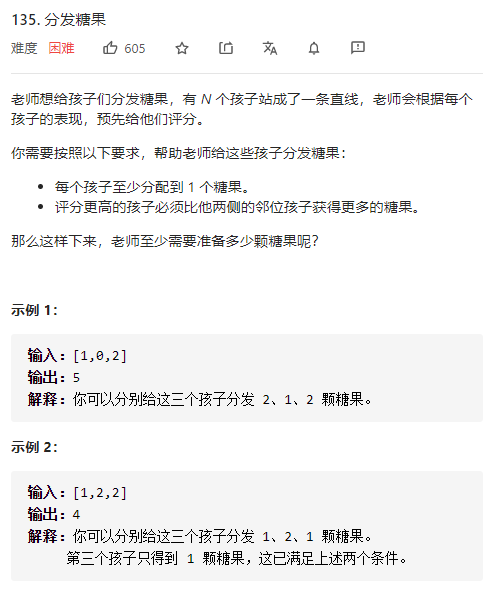 135. 分发糖果
难度 困难 605
老师想给孩子们分发糖果，有 N 个孩子站成了一条直线，老师会根据每个
孩子的表现，预先给他们评分。
你需要按照以下要求，帮助老师给这些孩子分发糖果：
• 每个孩子至少分配到 1 个糖果。
• 评分更高的孩子必须比他两侧的邻位孩子获得更多的糖果。
那么这样下来，老师至少需要准备多少颗糖果呢？
示例 1：
输入：[1,0,2]
输出：5
解释：你可以分别给这三个孩子分发 2、1、2 颗糖果。
示例 2：
输入：[1,2,2]
输出：4
解释：你可以分别给这三个孩子分发 1、2、1 颗糖果。
第三个孩子只得到 1 颗糖果，这已满足上述两个条件。